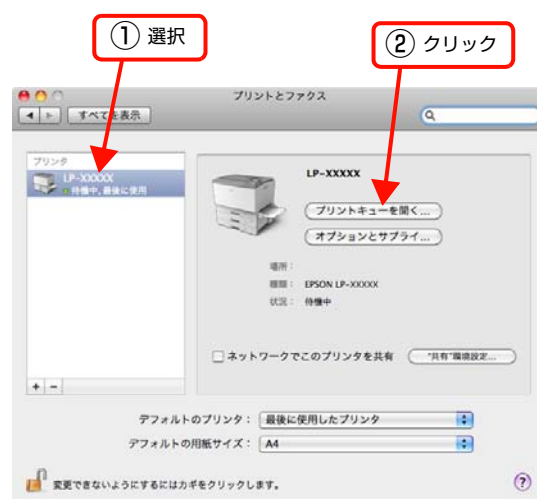 ① 選択
② クリック
プリントとファクス
すべてを表示
プリンタ
LP-XXXXX
待機中, 最後に使用
LP-XXXXX
プリントキューを開く...
オプションとサプライ...
場所：
種類： EPSON LP-XXXXX
状況： 待機中
ネットワークでこのプリンタを共有
"共有"環境設定...
+ −
デフォルトのプリンタ： 最後に使用したプリンタ
デフォルトの用紙サイズ： A4
変更できないようにするにはカギをクリックします。
?